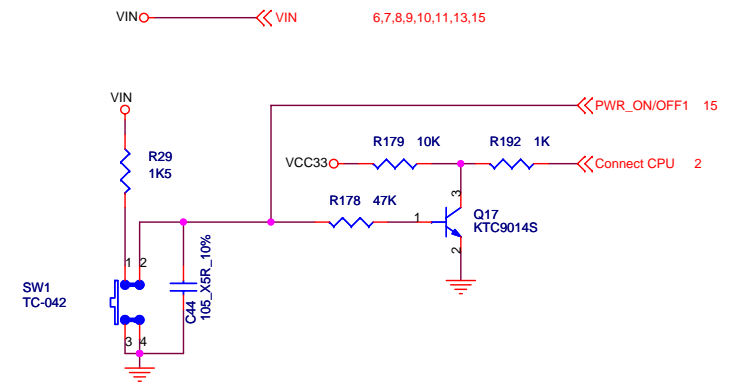 VIN VIN 6,7,8,9,10,11,13,15
VIN
PWR_ON/OFF1 15
R179 10K R192 1K
R29
1K5
VCC33 Connect CPU 2
R178 47K
3
1
Q17
KTC9014S
2
1 2
SW1
TC-042
C44
105_X5R_10%
3 4